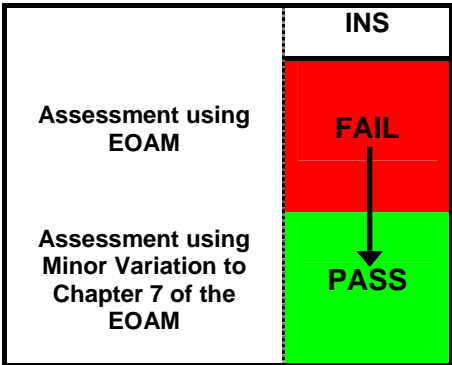 INS
Assessment using
EOAM
FAIL
Assessment using
Minor Variation to
Chapter 7 of the
EOAM
PASS